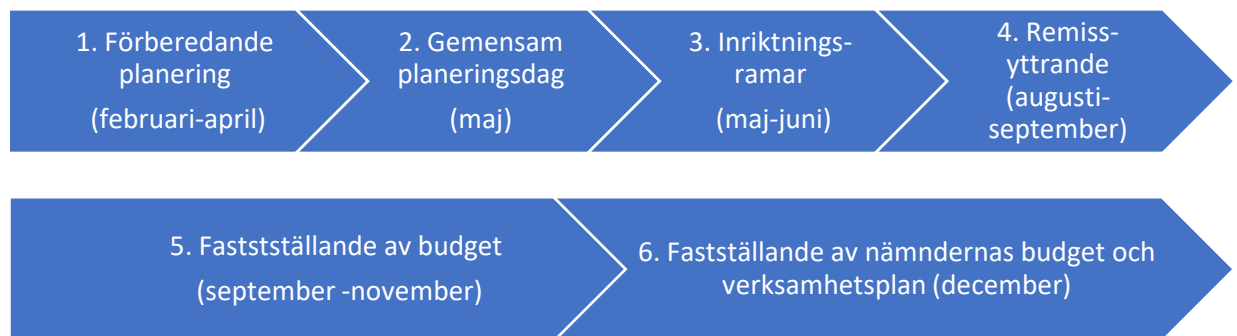 1. Förberedande
planering
(februari-april)
2. Gemensam
planeringsdag
(maj)
3. Inriktnings-
ramar
(maj-juni)
4. Remiss-
yttrande
(augusti-
september)
5. Faststställande av budget
(september -november)
6. Fastställande av nämndernas budget och
verksamhetsplan (december)